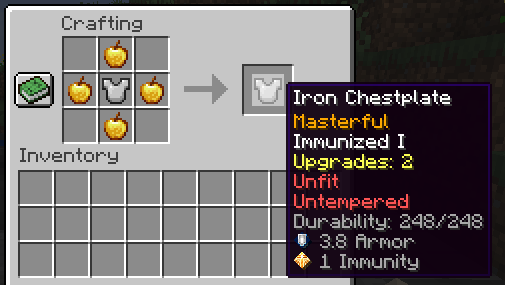 Crafting
Iron Chestplate
Masterful
Immunized I
Upgrades: 2
Unfit
Untempered
Durability: 248/248
3.8 Armor
1 Immunity
Inventory